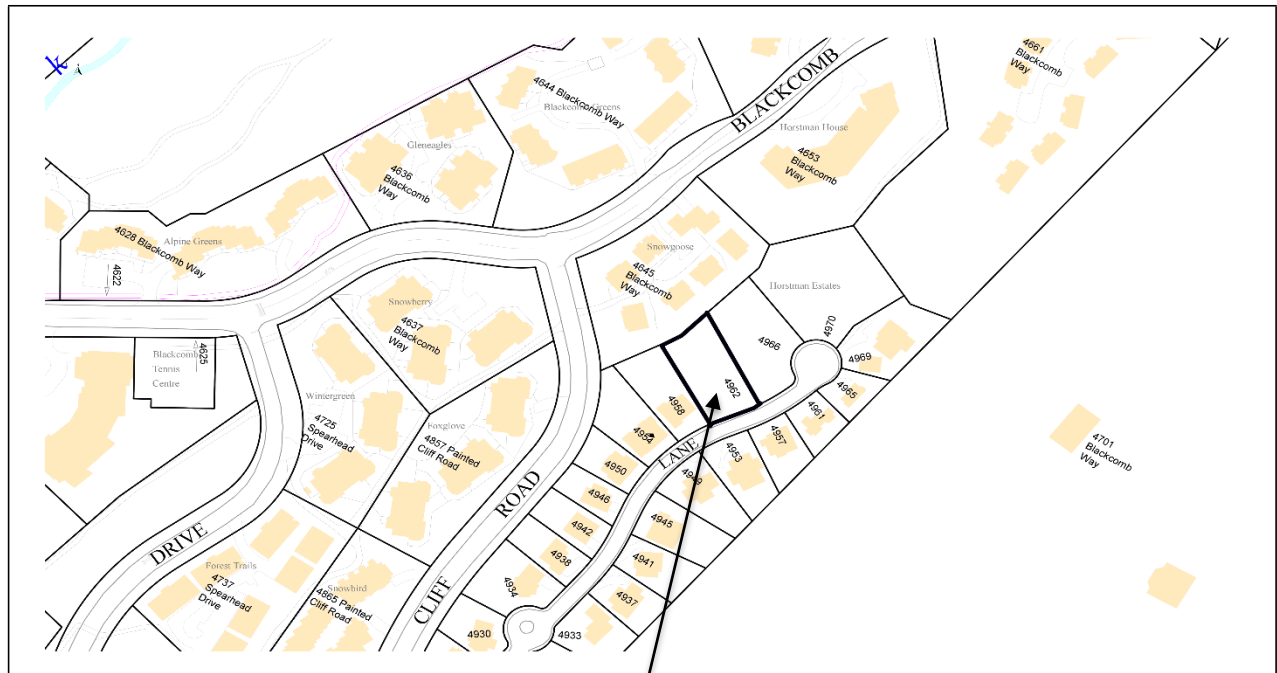 k
4661
Blackcomb
Way
BLACKCOMB
4644 Blackcomb Way
Blackcomb Greens
Horstman House
4653
Blackcomb
Way
Gleneagles
4636
Blackcomb
Way
4628 Blackcomb Way
Alpine Greens
4622
Snowgoose
4645
Blackcomb
Way
Horstman Estates
Snowberry
4637
Blackcomb
Way
4625
Blackcomb
Tennis
Centre
4970
4966
4969
4965
4962
4961
4958
4957
4954
4953
LANE
4950
4949
4946
4945
4942
4941
4938
4937
4934
4933
4930
Wintergreen
4725
Spearhead
Drive
Foxglove
4857 Painted
Cliff Road
ROAD
CLIFF
DRIVE
Forest Trails
4737
Spearhead
Drive
Snowbird
4865 Painted
Cliff Road
4701
Blackcomb
Way